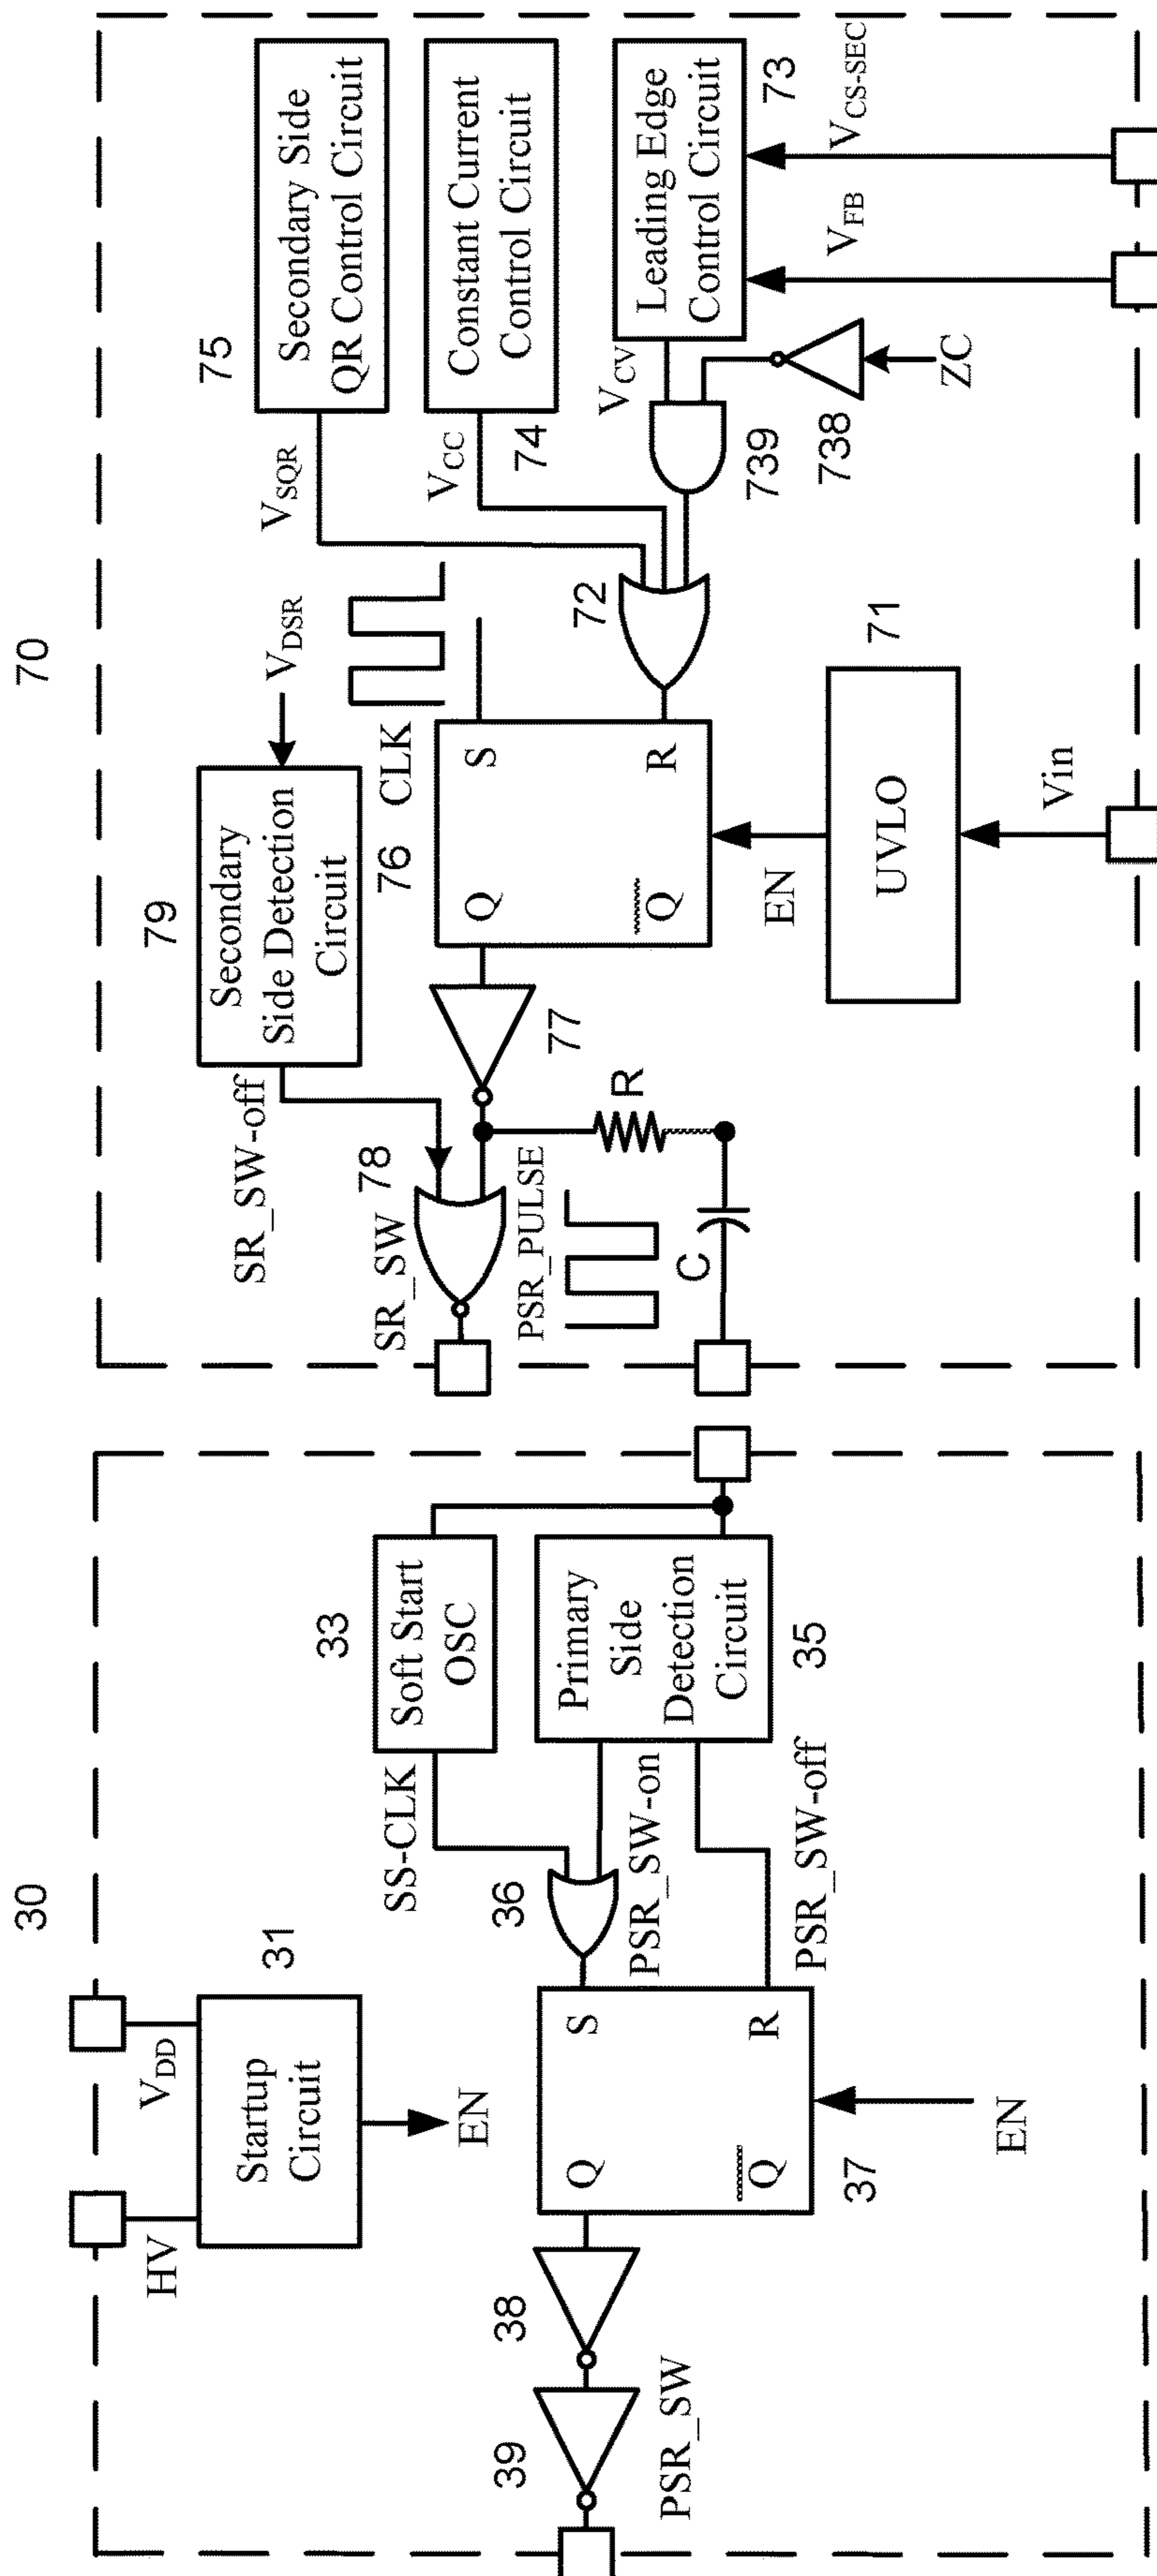 30
HV
V_DD
Startup
Circuit
31
EN
SS-CLK
33
Soft Start
OSC
36
PSR_SW-on
Primary
Side
Detection
Circuit
35
PSR_SW-off
S
R
Q
Q
37
EN
38
39
PSR_SW
70
SR_SW-off
79
Secondary
Side Detection
Circuit
V_DSR
SR_SW
78
PSR_PULSE
C
R
77
76
CLK
Q
S
Q
R
EN
UVLO
71
Vin
72
V_SQR
75
Secondary Side
QR Control Circuit
V_CC
74
Constant Current
Control Circuit
V_CV
739
738
ZC
Leading Edge
Control Circuit
73
V_FB
V_CS-SEC